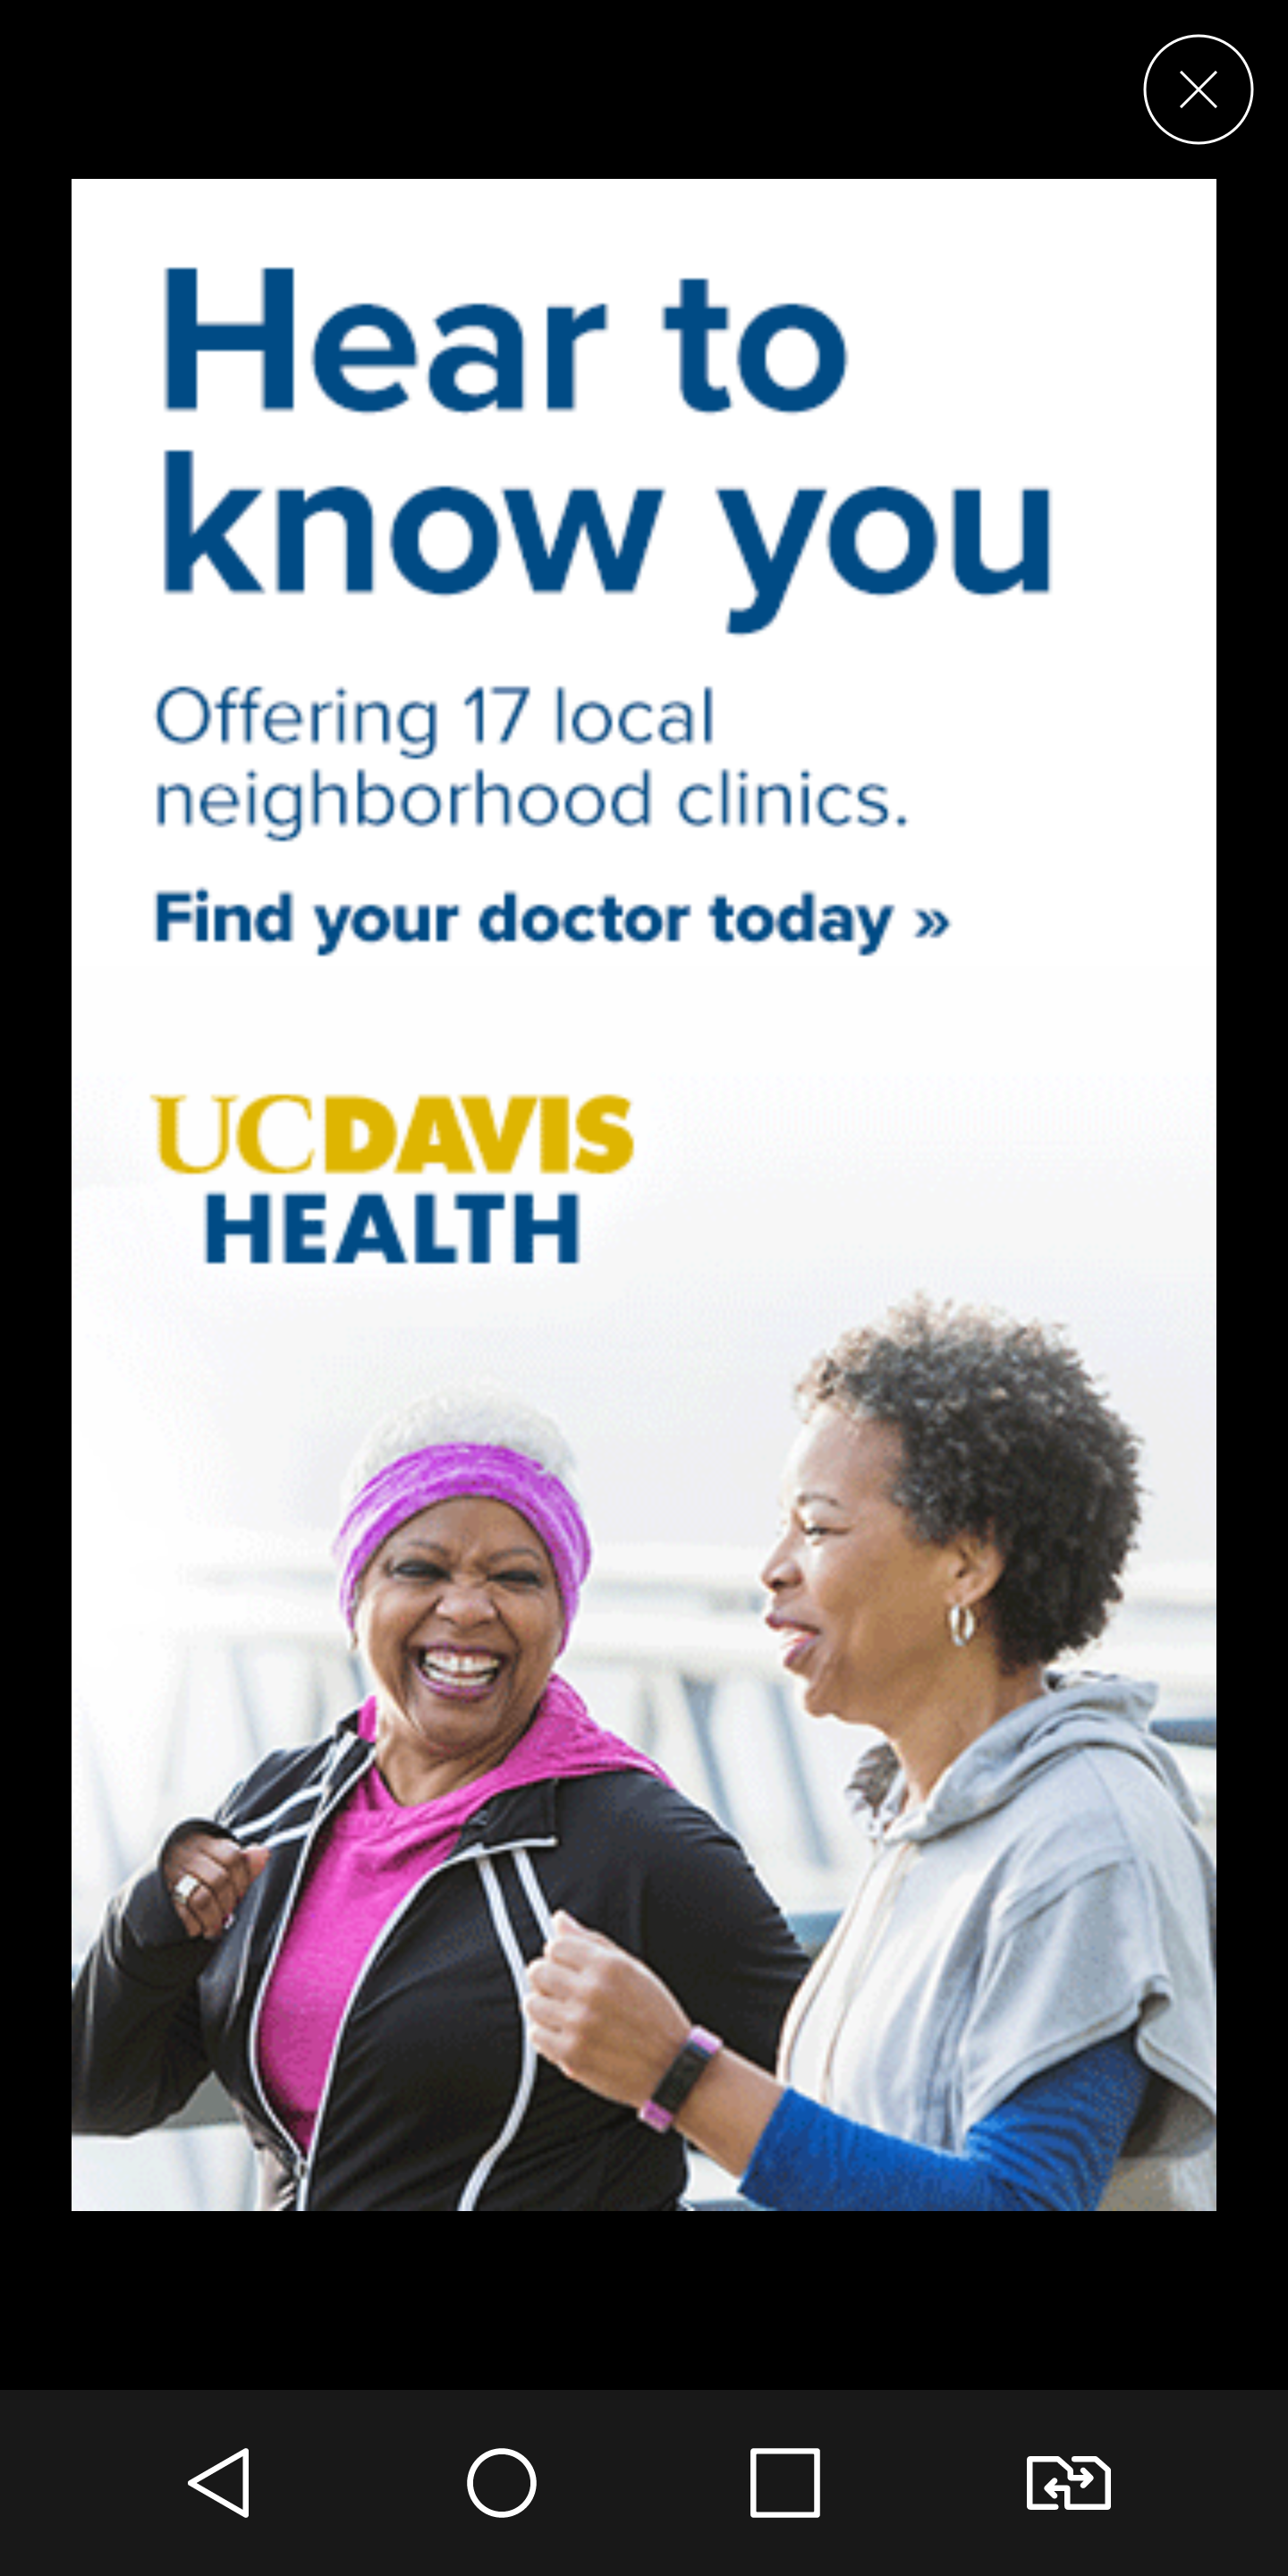 Hear to
know you
Offering 17 local
neighborhood clinics.
Find your doctor today »
UCDAVIS
HEALTH